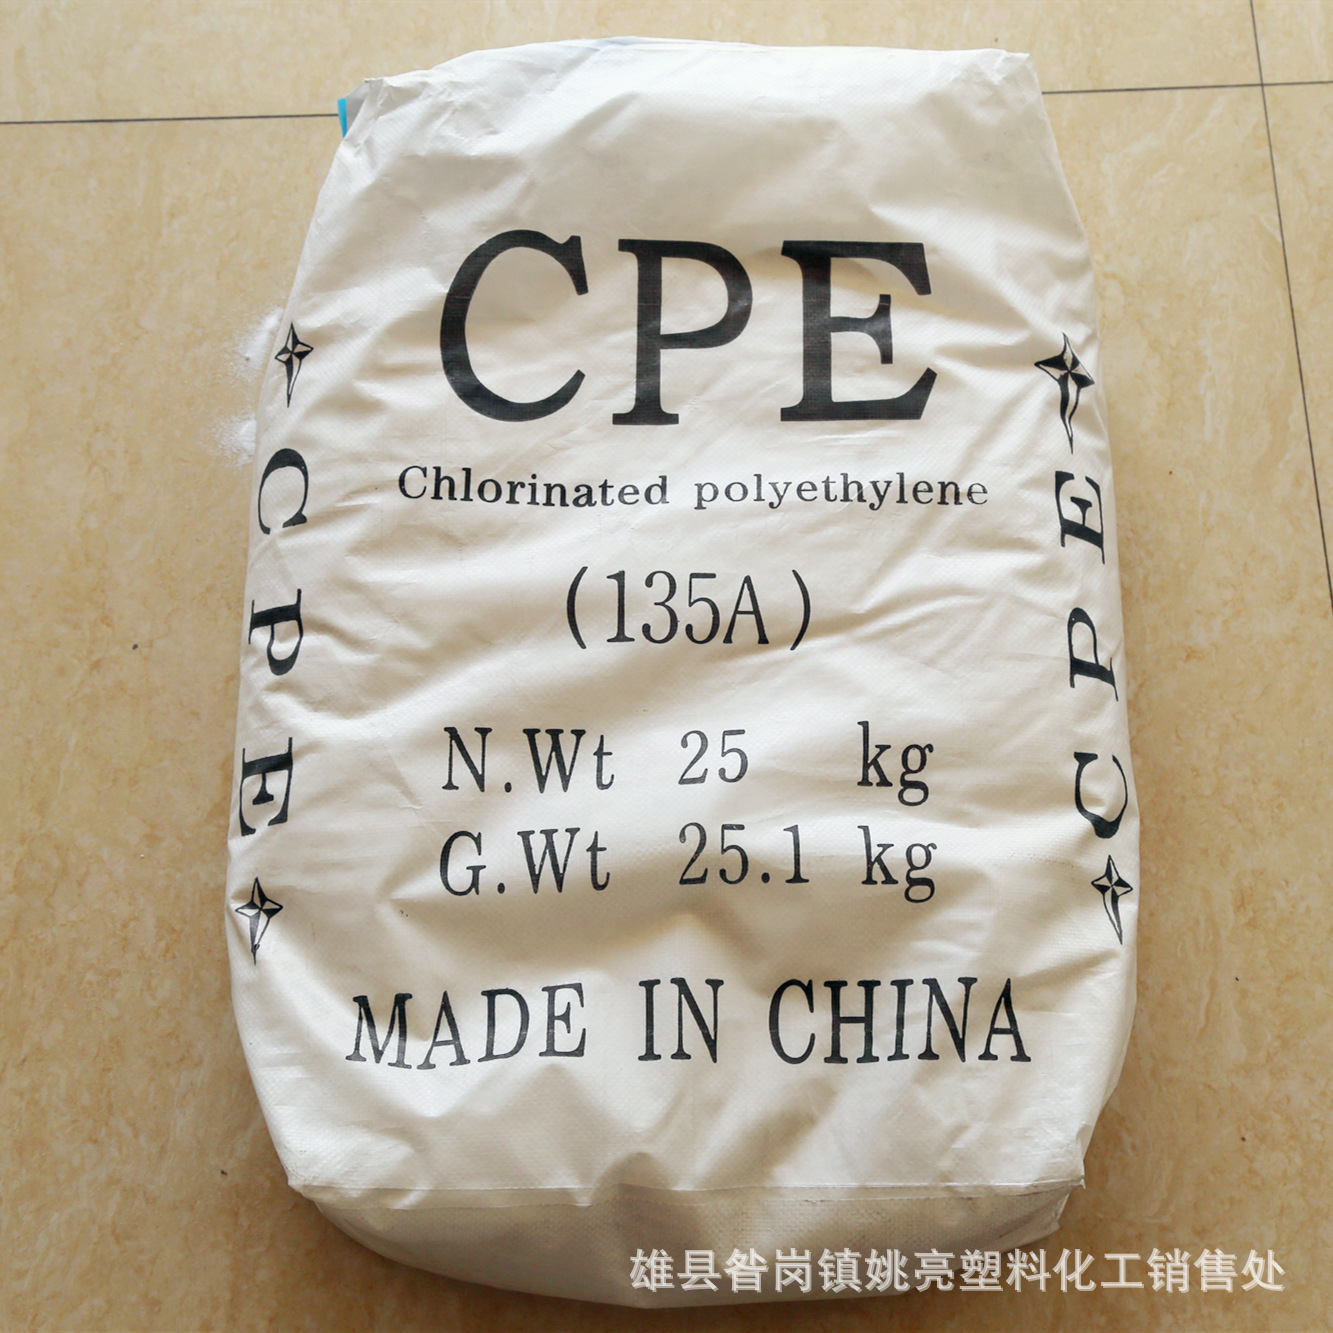 CPE
Chlorinated polyethylene
(135A)
N.Wt 25 kg
G.Wt 25.1 kg
MADE IN CHINA
CPE
CPE
雄县昝岗镇姚亮塑料化工销售处